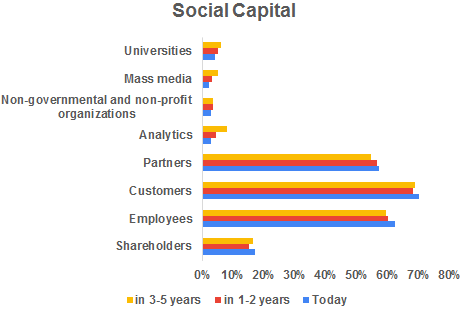 Social Capital
Universities
Mass media
Non-governmental and non-profit
organizations
Analytics
Partners
Customers
Employees
Shareholders
0% 10% 20% 30% 40% 50% 60% 70% 80%
in 3-5 years in 1-2 years Today